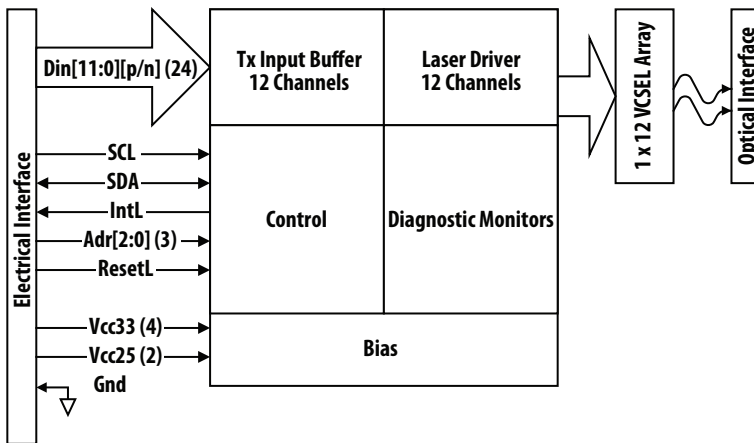 Electrical Interface
Din[11:0][p/n] (24)
Tx Input Buffer
12 Channels
Laser Driver
12 Channels
1 x 12 VCSEL Array
Optical Interface
SCL
SDA
IntL
Adr[2:0] (3)
ResetL
Control
Diagnostic Monitors
Vcc33 (4)
Vcc25 (2)
Gnd
Bias